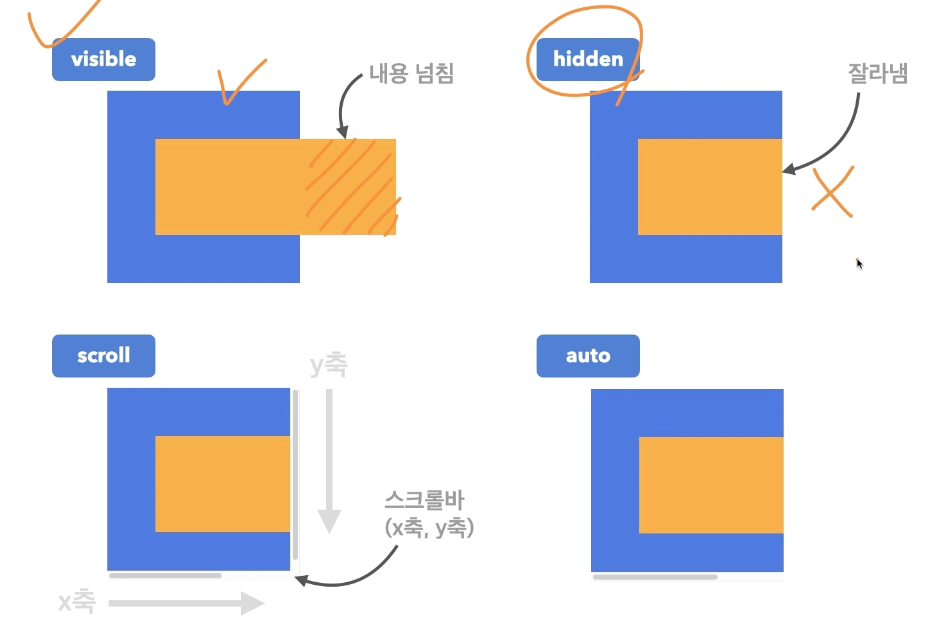 visible
내용 넘침
hidden
잘라냄
scroll
y축
스크롤바
(x축, y축)
x축
auto